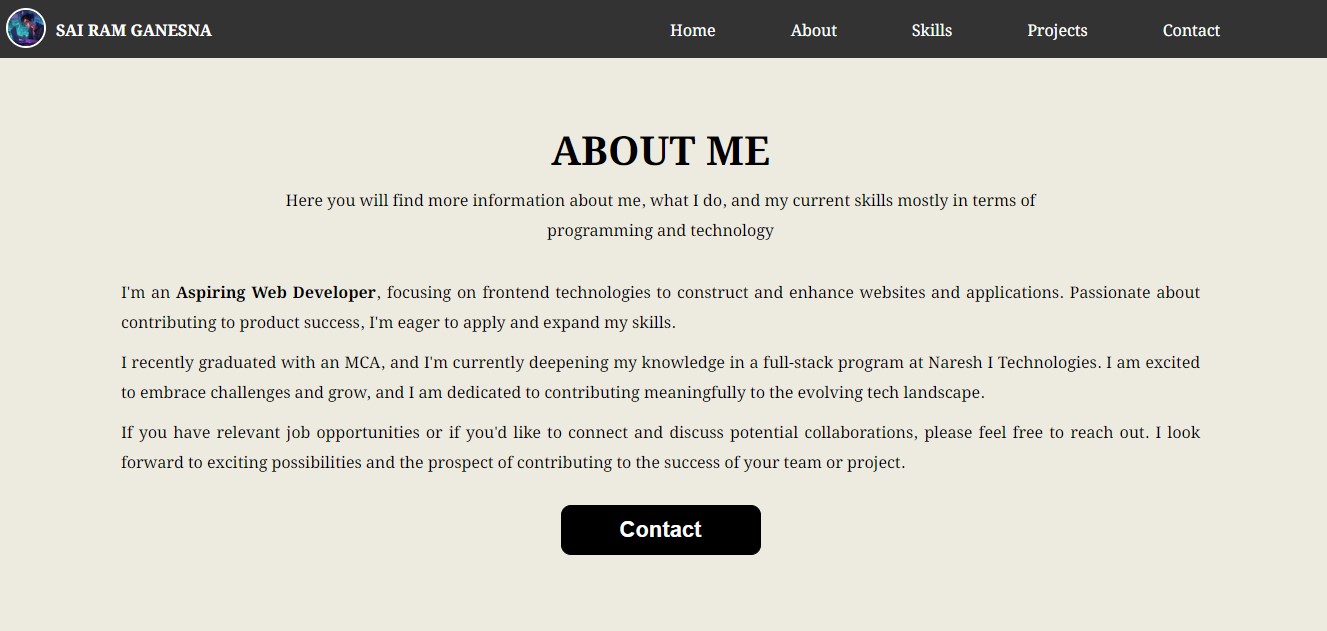 SAI RAM GANESNA
Home About Skills Projects Contact
ABOUT ME
Here you will find more information about me, what I do, and my current skills mostly in terms of
programming and technology
I'm an Aspiring Web Developer, focusing on frontend technologies to construct and enhance websites and applications. Passionate about
contributing to product success, I'm eager to apply and expand my skills.
I recently graduated with an MCA, and I'm currently deepening my knowledge in a full-stack program at Naresh I Technologies. I am excited
to embrace challenges and grow, and I am dedicated to contributing meaningfully to the evolving tech landscape.
If you have relevant job opportunities or if you'd like to connect and discuss potential collaborations, please feel free to reach out. I look
forward to exciting possibilities and the prospect of contributing to the success of your team or project.
Contact